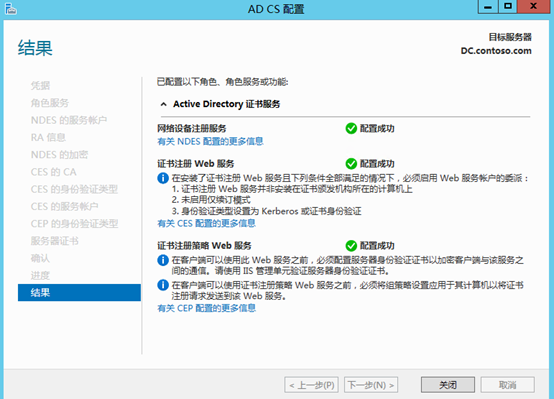 AD CS 配置
目标服务器
DC.contoso.com
结果
凭据
角色服务
NDES 的服务帐户
RA 信息
NDES 的加密
CES 的 CA
CES 的身份验证类型
CES 的服务帐户
CEP 的身份验证类型
服务器证书
确认
进度
结果
已配置以下角色、角色服务或功能:
Active Directory 证书服务
网络设备注册服务 配置成功
有关 NDES 配置的更多信息
证书注册 Web 服务 配置成功
在安装了证书注册 Web 服务且下列条件全部满足的情况下，必须启用 Web 服务帐户的委派：
1. 证书注册 Web 服务并非安装在证书颁发机构所在的计算机上
2. 未启用仅续订模式
3. 身份验证类型设置为 Kerberos 或证书身份验证
有关 CES 配置的更多信息
证书注册策略 Web 服务 配置成功
在客户端可以使用此 Web 服务之前，必须配置服务器身份验证证书以加密客户端与该服务之
间的通信。请使用 IIS 管理单元验证服务器身份验证证书。
在客户端可以使用证书注册策略 Web 服务之前，必须将组策略设置应用于其计算机以将证书
注册请求发送到该 Web 服务。
有关 CEP 配置的更多信息
< 上一步(P) 下一步(N) > 关闭 取消